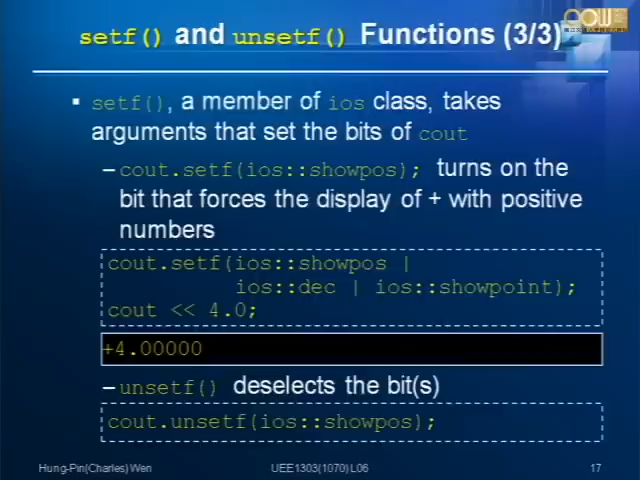 setf() and unsetf() Functions (3/3)
▪ setf(), a member of ios class, takes
arguments that set the bits of cout
–cout.setf(ios::showpos); turns on the
bit that forces the display of + with positive
numbers
cout.setf(ios::showpos |
ios::dec | ios::showpoint);
cout << 4.0;
+4.00000
–unsetf() deselects the bit(s)
cout.unsetf(ios::showpos);
Hung-Pin(Charles) Wen UEE1303(1070) L06 17